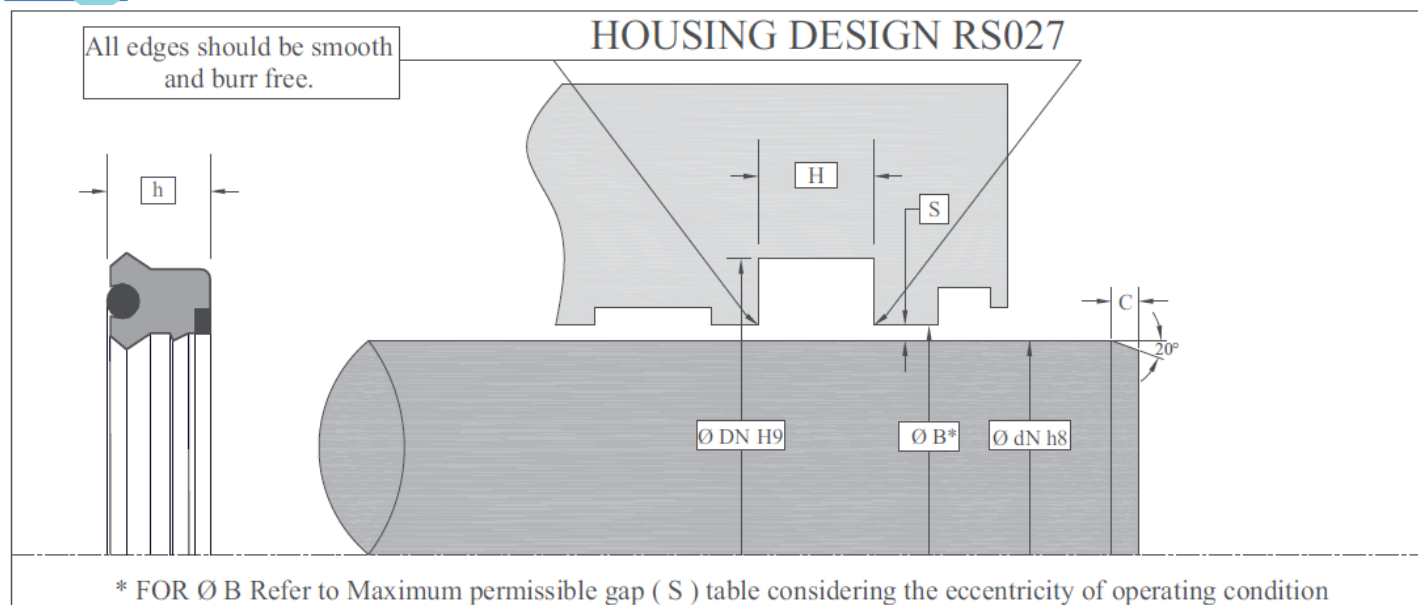 HOUSING DESIGN RS027
All edges should be smooth
and burr free.
h
H
S
C
20°
Ø DN H9
Ø B*
Ø dN h8
* FOR Ø B Refer to Maximum permissible gap ( S ) table considering the eccentricity of operating condition